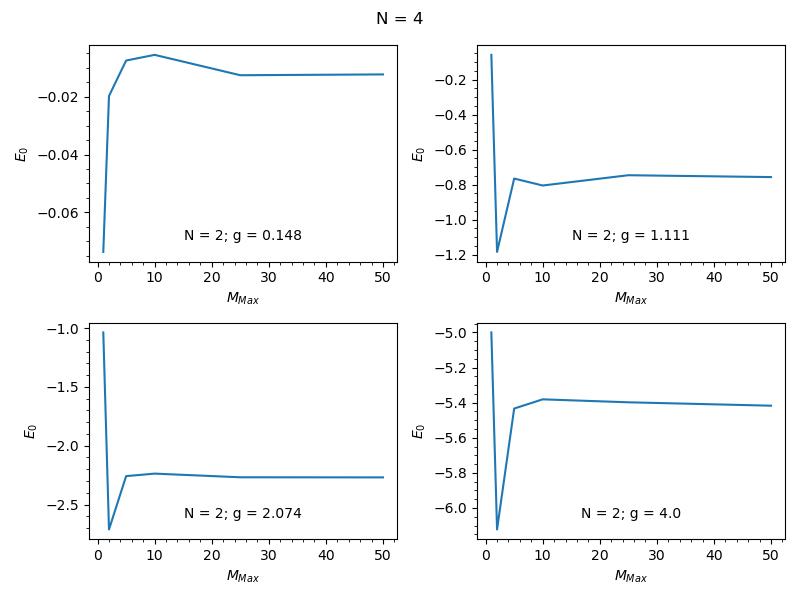 N = 4
−0.02
−0.04
−0.06
E₀
0 10 20 30 40 50
M_Max
N = 2; g = 0.148
−0.2
−0.4
−0.6
−0.8
−1.0
−1.2
E₀
0 10 20 30 40 50
M_Max
N = 2; g = 1.111
−1.0
−1.5
−2.0
−2.5
E₀
0 10 20 30 40 50
M_Max
N = 2; g = 2.074
−5.0
−5.2
−5.4
−5.6
−5.8
−6.0
E₀
0 10 20 30 40 50
M_Max
N = 2; g = 4.0